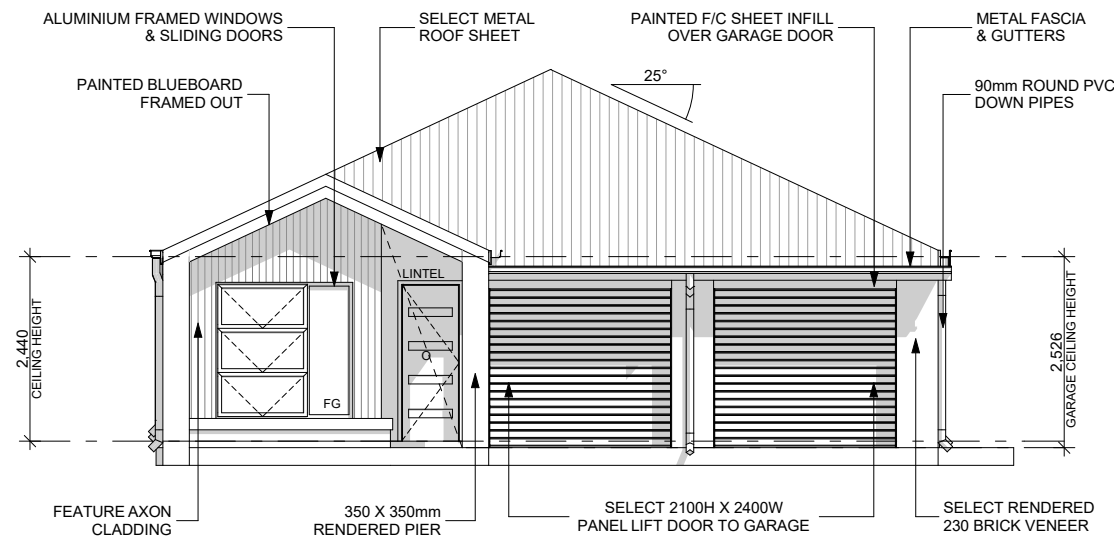 ALUMINIUM FRAMED WINDOWS
& SLIDING DOORS
SELECT METAL
ROOF SHEET
PAINTED F/C SHEET INFILL
OVER GARAGE DOOR
METAL FASCIA
& GUTTERS
PAINTED BLUEBOARD
FRAMED OUT
25°
90mm ROUND PVC
DOWN PIPES
LINTEL
2,440
CEILING HEIGHT
2,526
GARAGE CEILING HEIGHT
FG
FEATURE AXON
CLADDING
350 X 350mm
RENDERED PIER
SELECT 2100H X 2400W
PANEL LIFT DOOR TO GARAGE
SELECT RENDERED
230 BRICK VENEER